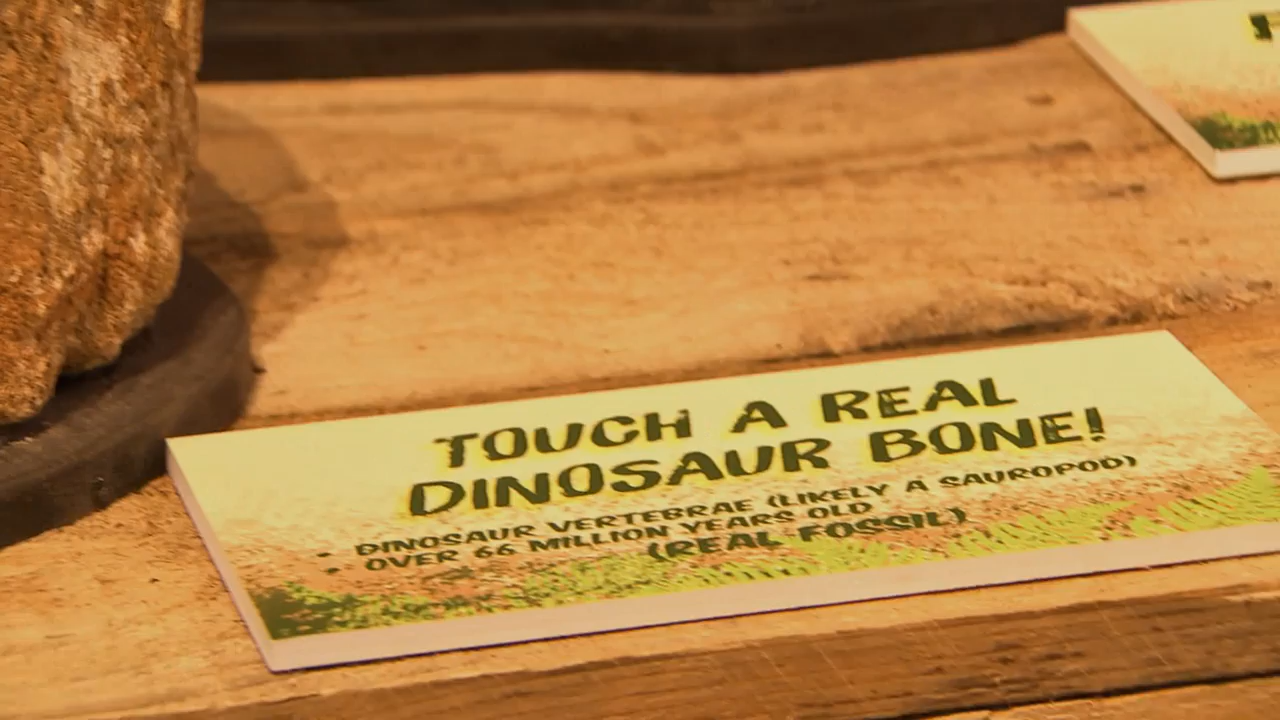 TOUCH A REAL
DINOSAUR BONE!
• DINOSAUR VERTEBRAE (LIKELY A SAUROPOD)
• OVER 66 MILLION YEARS OLD
(REAL FOSSIL)